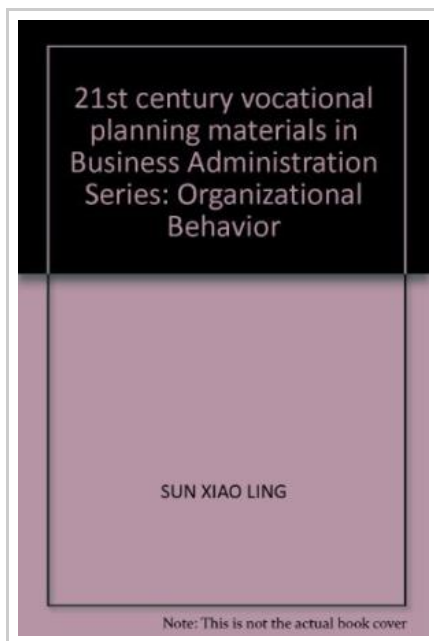 21st century vocational
planning materials in
Business Administration
Series: Organizational
Behavior
SUN XIAO LING
Note: This is not the actual book cover